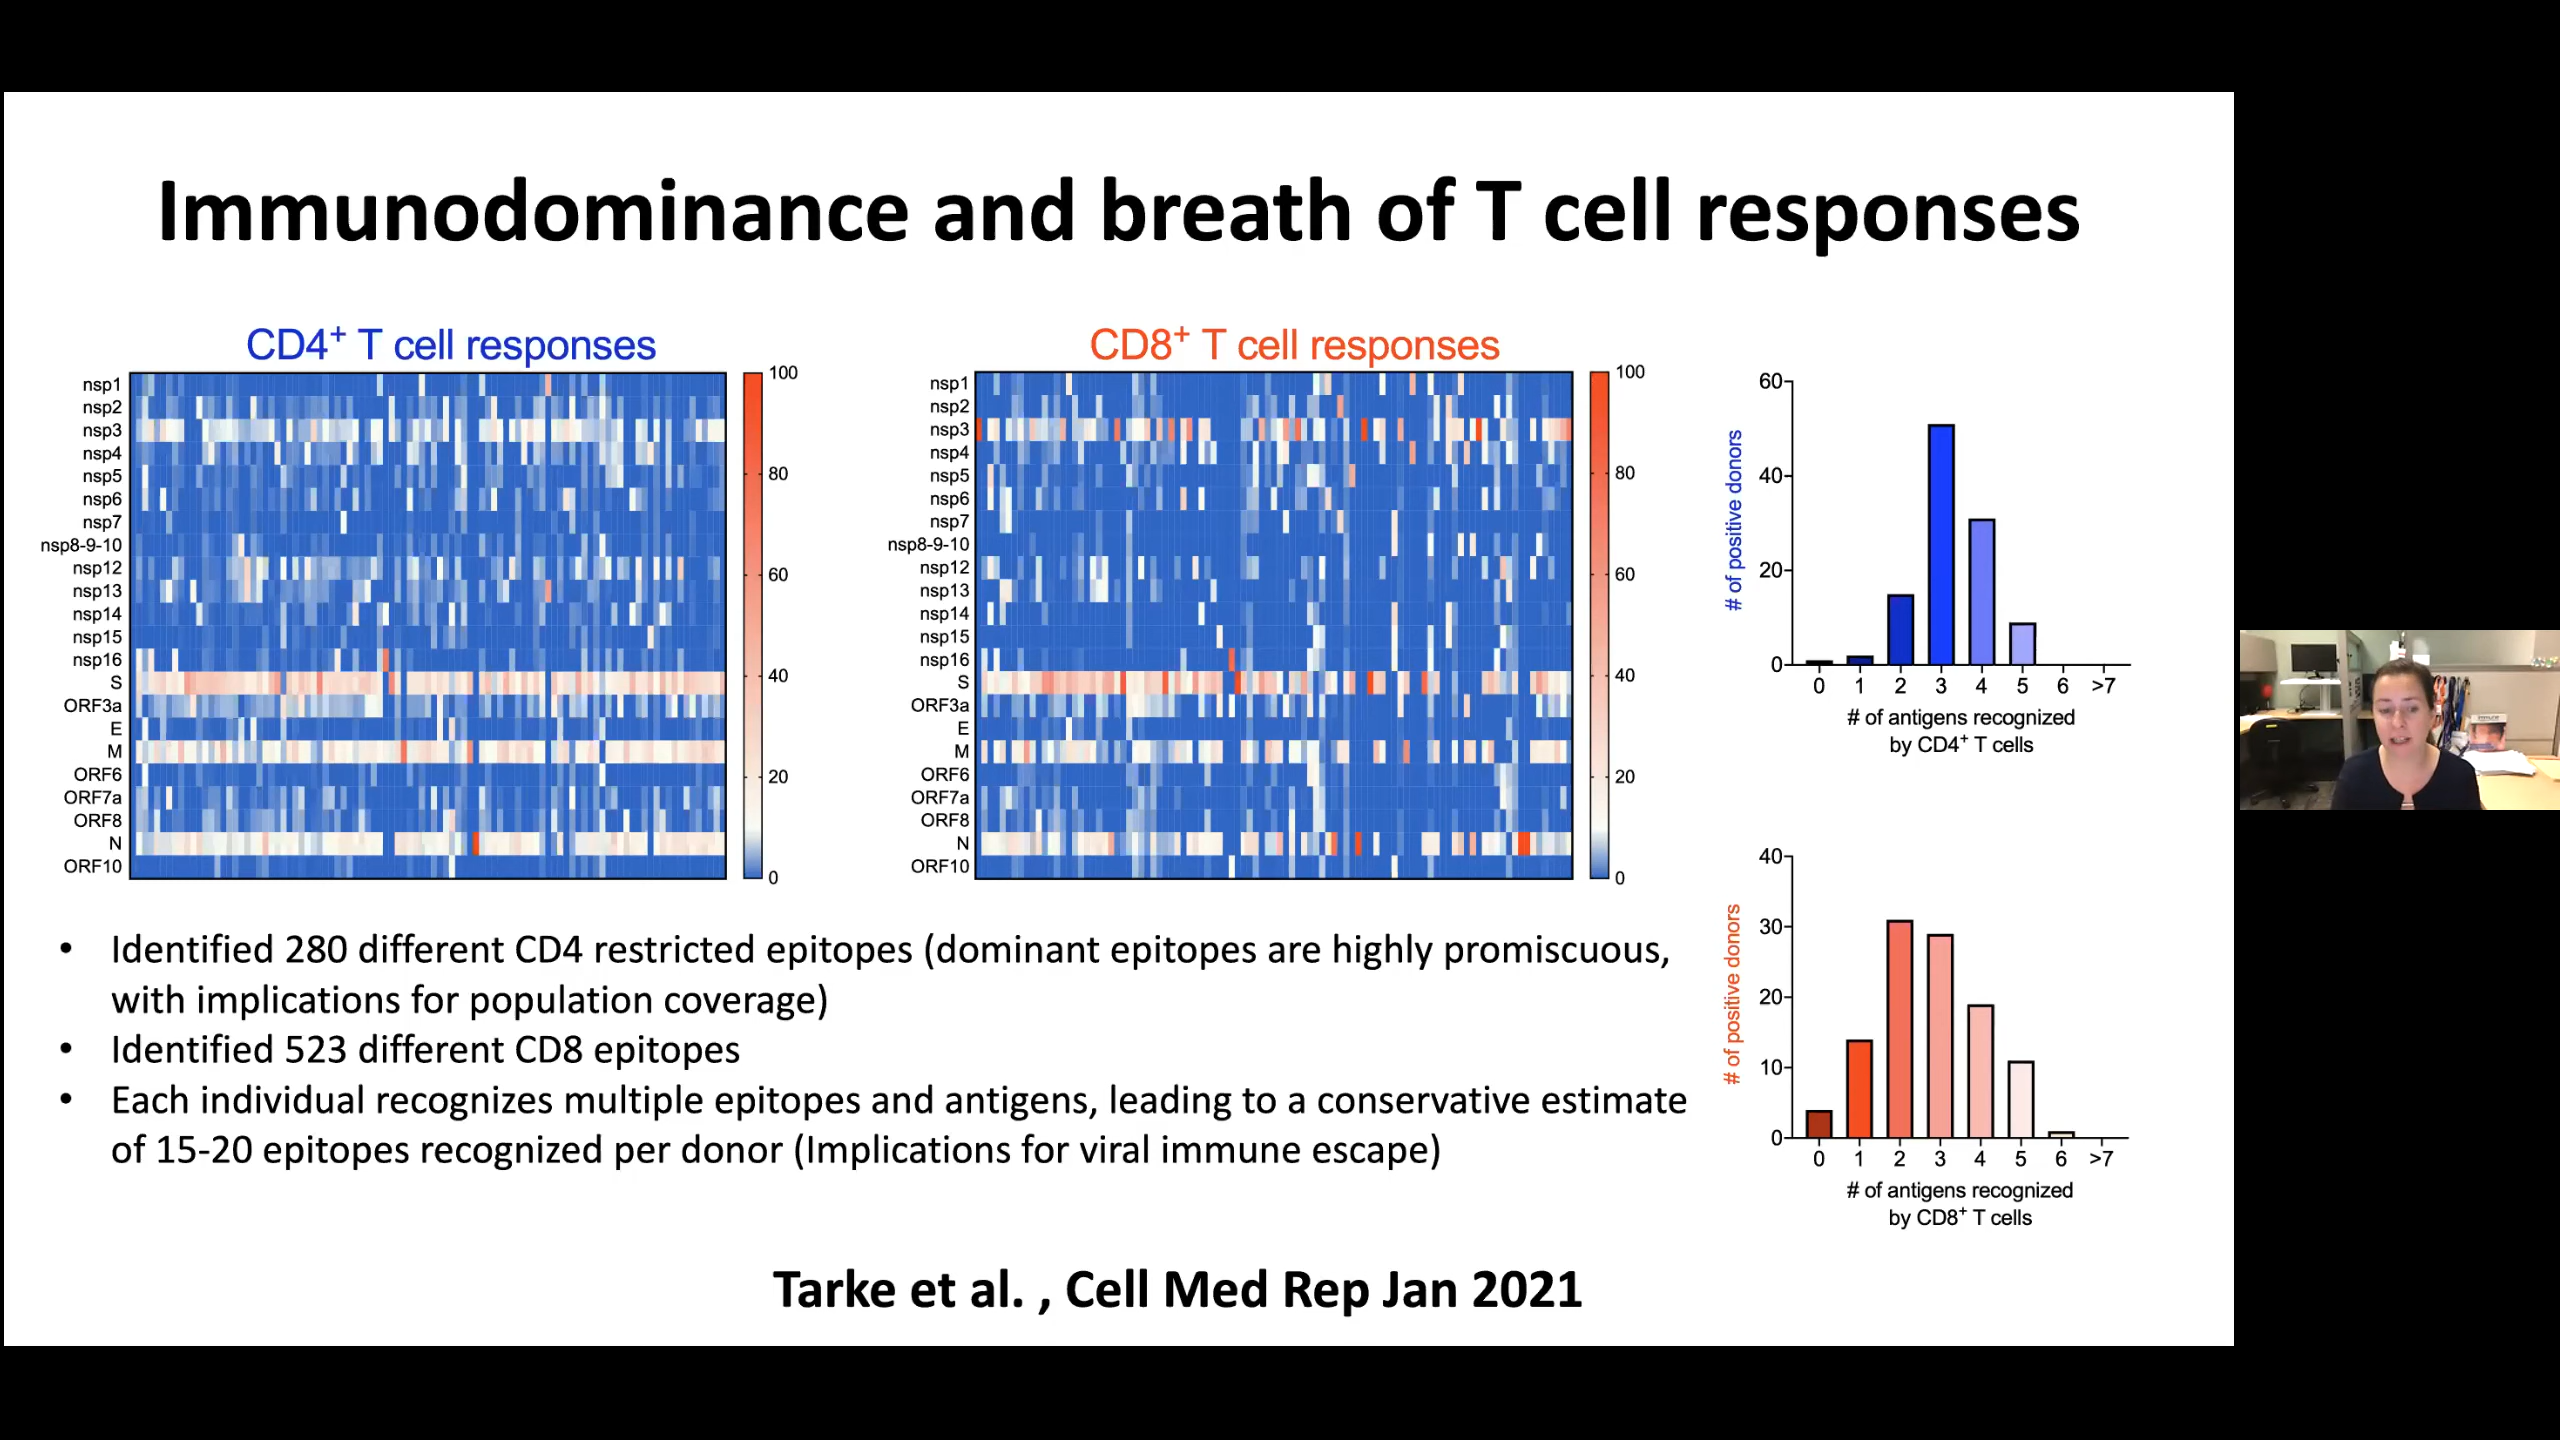 Immunodominance and breath of T cell responses
CD4+ T cell responses
nsp1
nsp2
nsp3
nsp4
nsp5
nsp6
nsp7
nsp8-9-10
nsp12
nsp13
nsp14
nsp15
nsp16
S
ORF3a
E
M
ORF6
ORF7a
ORF8
N
ORF10
100
80
60
40
20
0
CD8+ T cell responses
nsp1
nsp2
nsp3
nsp4
nsp5
nsp6
nsp7
nsp8-9-10
nsp12
nsp13
nsp14
nsp15
nsp16
S
ORF3a
E
M
ORF6
ORF7a
ORF8
N
ORF10
100
80
60
40
20
0
# of positive donors
60
40
20
0
0 1 2 3 4 5 6 >7
# of antigens recognized
by CD4+ T cells
# of positive donors
40
30
20
10
0
0 1 2 3 4 5 6 >7
# of antigens recognized
by CD8+ T cells
• Identified 280 different CD4 restricted epitopes (dominant epitopes are highly promiscuous,
with implications for population coverage)
• Identified 523 different CD8 epitopes
• Each individual recognizes multiple epitopes and antigens, leading to a conservative estimate
of 15-20 epitopes recognized per donor (Implications for viral immune escape)
Tarke et al. , Cell Med Rep Jan 2021